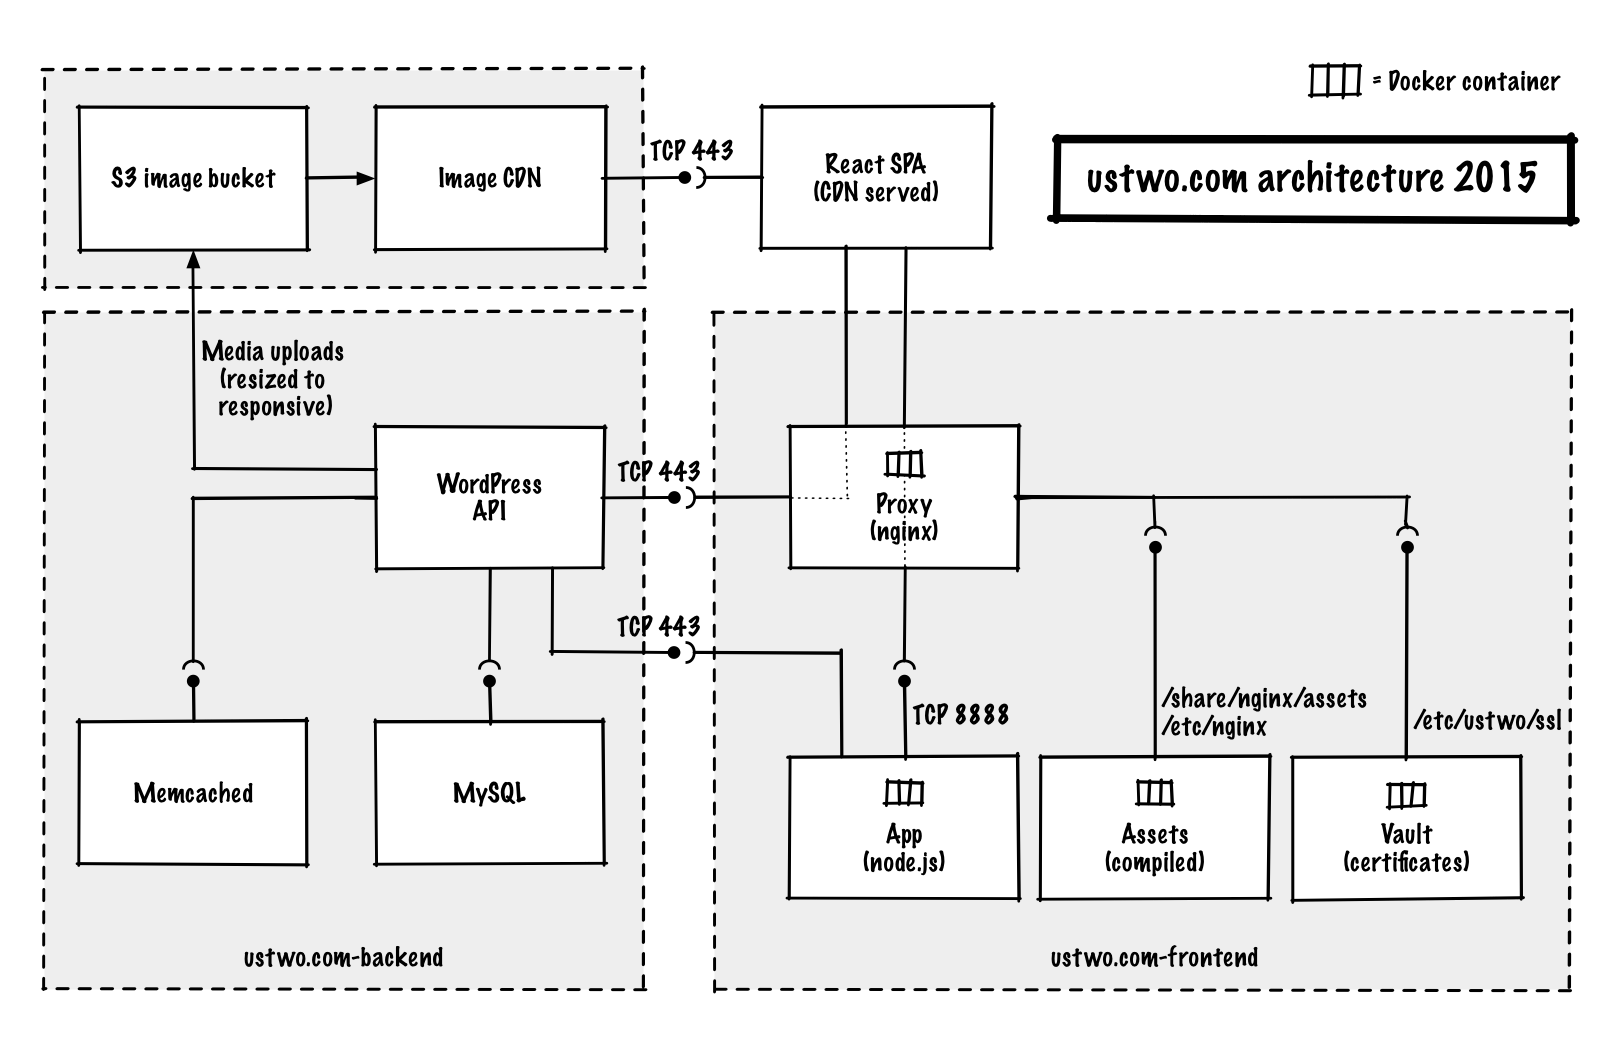 = Docker container
ustwo.com architecture 2015
S3 image bucket
Image CDN
TCP 443
React SPA
(CDN served)
Media uploads
(resized to
responsive)
WordPress
API
TCP 443
Proxy
(nginx)
TCP 443
/share/nginx/assets
/etc/nginx
/etc/ustwo/ssl
TCP 8888
Memcached
MySQL
App
(node.js)
Assets
(compiled)
Vault
(certificates)
ustwo.com-backend
ustwo.com-frontend